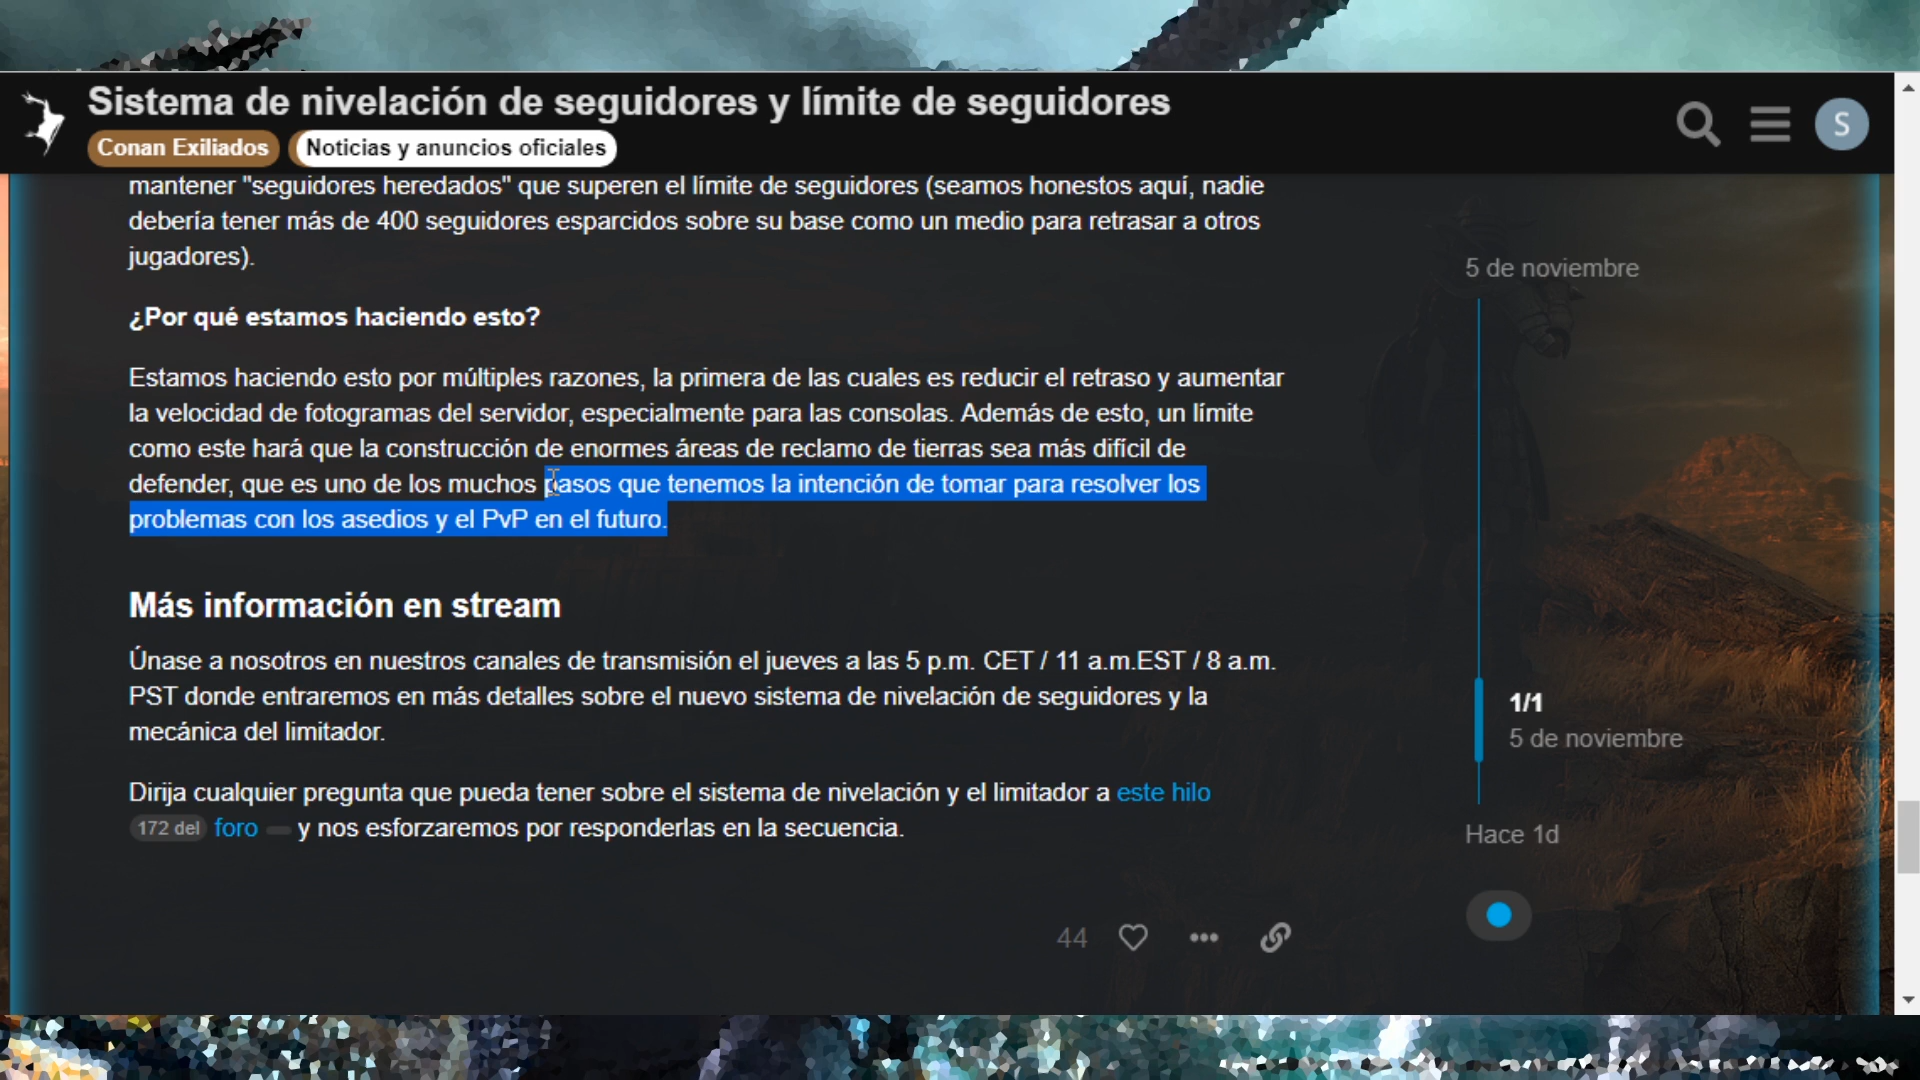 Sistema de nivelación de seguidores y límite de seguidores
Conan Exiliados Noticias y anuncios oficiales
S
mantener "seguidores heredados" que superen el límite de seguidores (seamos honestos aquí, nadie
debería tener más de 400 seguidores esparcidos sobre su base como un medio para retrasar a otros
jugadores).
¿Por qué estamos haciendo esto?
Estamos haciendo esto por múltiples razones, la primera de las cuales es reducir el retraso y aumentar
la velocidad de fotogramas del servidor, especialmente para las consolas. Además de esto, un límite
como este hará que la construcción de enormes áreas de reclamo de tierras sea más difícil de
defender, que es uno de los muchos pasos que tenemos la intención de tomar para resolver los
problemas con los asedios y el PvP en el futuro.
Más información en stream
Únase a nosotros en nuestros canales de transmisión el jueves a las 5 p.m. CET / 11 a.m.EST / 8 a.m.
PST donde entraremos en más detalles sobre el nuevo sistema de nivelación de seguidores y la
mecánica del limitador.
Dirija cualquier pregunta que pueda tener sobre el sistema de nivelación y el limitador a este hilo
172 del foro y nos esforzaremos por responderlas en la secuencia.
44
5 de noviembre
1/1
5 de noviembre
Hace 1d